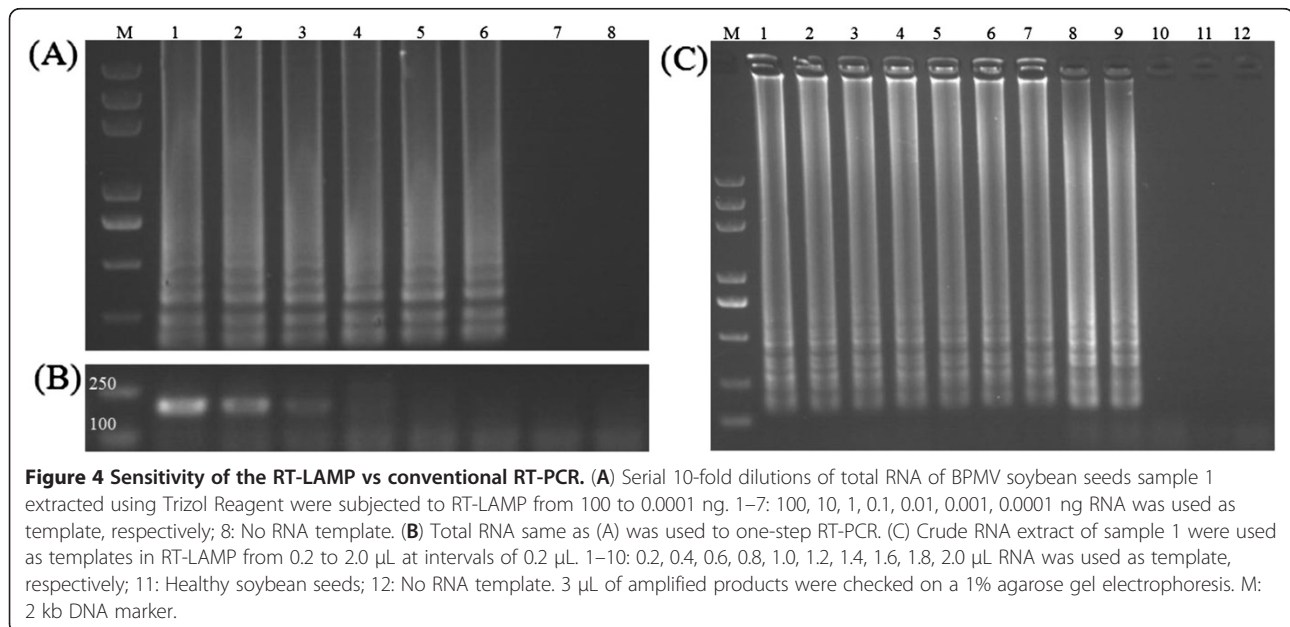 M 1 2 3 4 5 6 7 8
(A)
M 1 2 3 4 5 6 7 8 9 10 11 12
(C)
(B)
250
100
Figure 4 Sensitivity of the RT-LAMP vs conventional RT-PCR. (A) Serial 10-fold dilutions of total RNA of BPMV soybean seeds sample 1
extracted using Trizol Reagent were subjected to RT-LAMP from 100 to 0.0001 ng. 1–7: 100, 10, 1, 0.1, 0.01, 0.001, 0.0001 ng RNA was used as
template, respectively; 8: No RNA template. (B) Total RNA same as (A) was used to one-step RT-PCR. (C) Crude RNA extract of sample 1 were used
as templates in RT-LAMP from 0.2 to 2.0 μL at intervals of 0.2 μL. 1–10: 0.2, 0.4, 0.6, 0.8, 1.0, 1.2, 1.4, 1.6, 1.8, 2.0 μL RNA was used as template,
respectively; 11: Healthy soybean seeds; 12: No RNA template. 3 μL of amplified products were checked on a 1% agarose gel electrophoresis. M:
2 kb DNA marker.